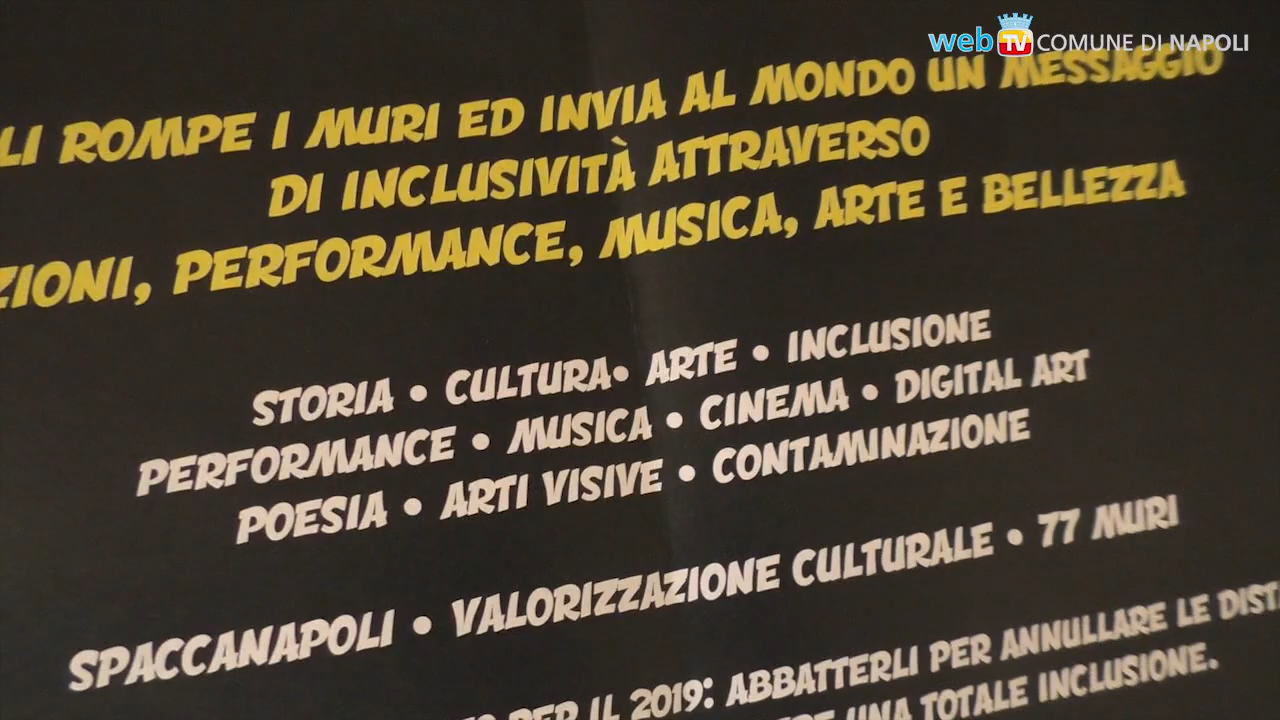 web TV COMUNE DI NAPOLI
LI ROMPE I MURI ED INVIA AL MONDO UN MESSAGGIO
DI INCLUSIVITÀ ATTRAVERSO
ZIONI, PERFORMANCE, MUSICA, ARTE E BELLEZZA
STORIA • CULTURA• ARTE • INCLUSIONE
PERFORMANCE • MUSICA • CINEMA • DIGITAL ART
POESIA • ARTI VISIVE • CONTAMINAZIONE
SPACCANAPOLI • VALORIZZAZIONE CULTURALE • 77 MURI
PER IL 2019: ABBATTERLI PER ANNULLARE LE DIST
UNA TOTALE INCLUSIONE.